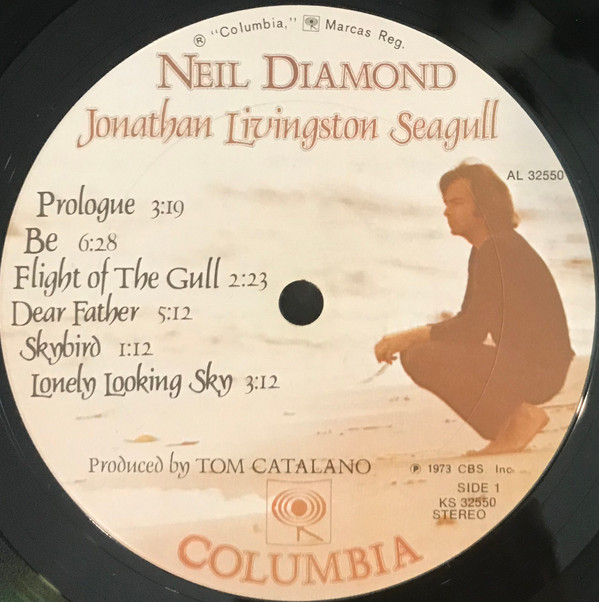 ® "Columbia," Marcas Reg.
NEIL DIAMOND
Jonathan Livingston Seagull
AL 32550
Prologue 3:19
Be 6:28
Flight of The Gull 2:23
Dear Father 5:12
Skybird 1:12
Lonely Looking Sky 3:12
Produced by TOM CATALANO
℗ 1973 CBS Inc.
SIDE 1
KS 32550
STEREO
COLUMBIA